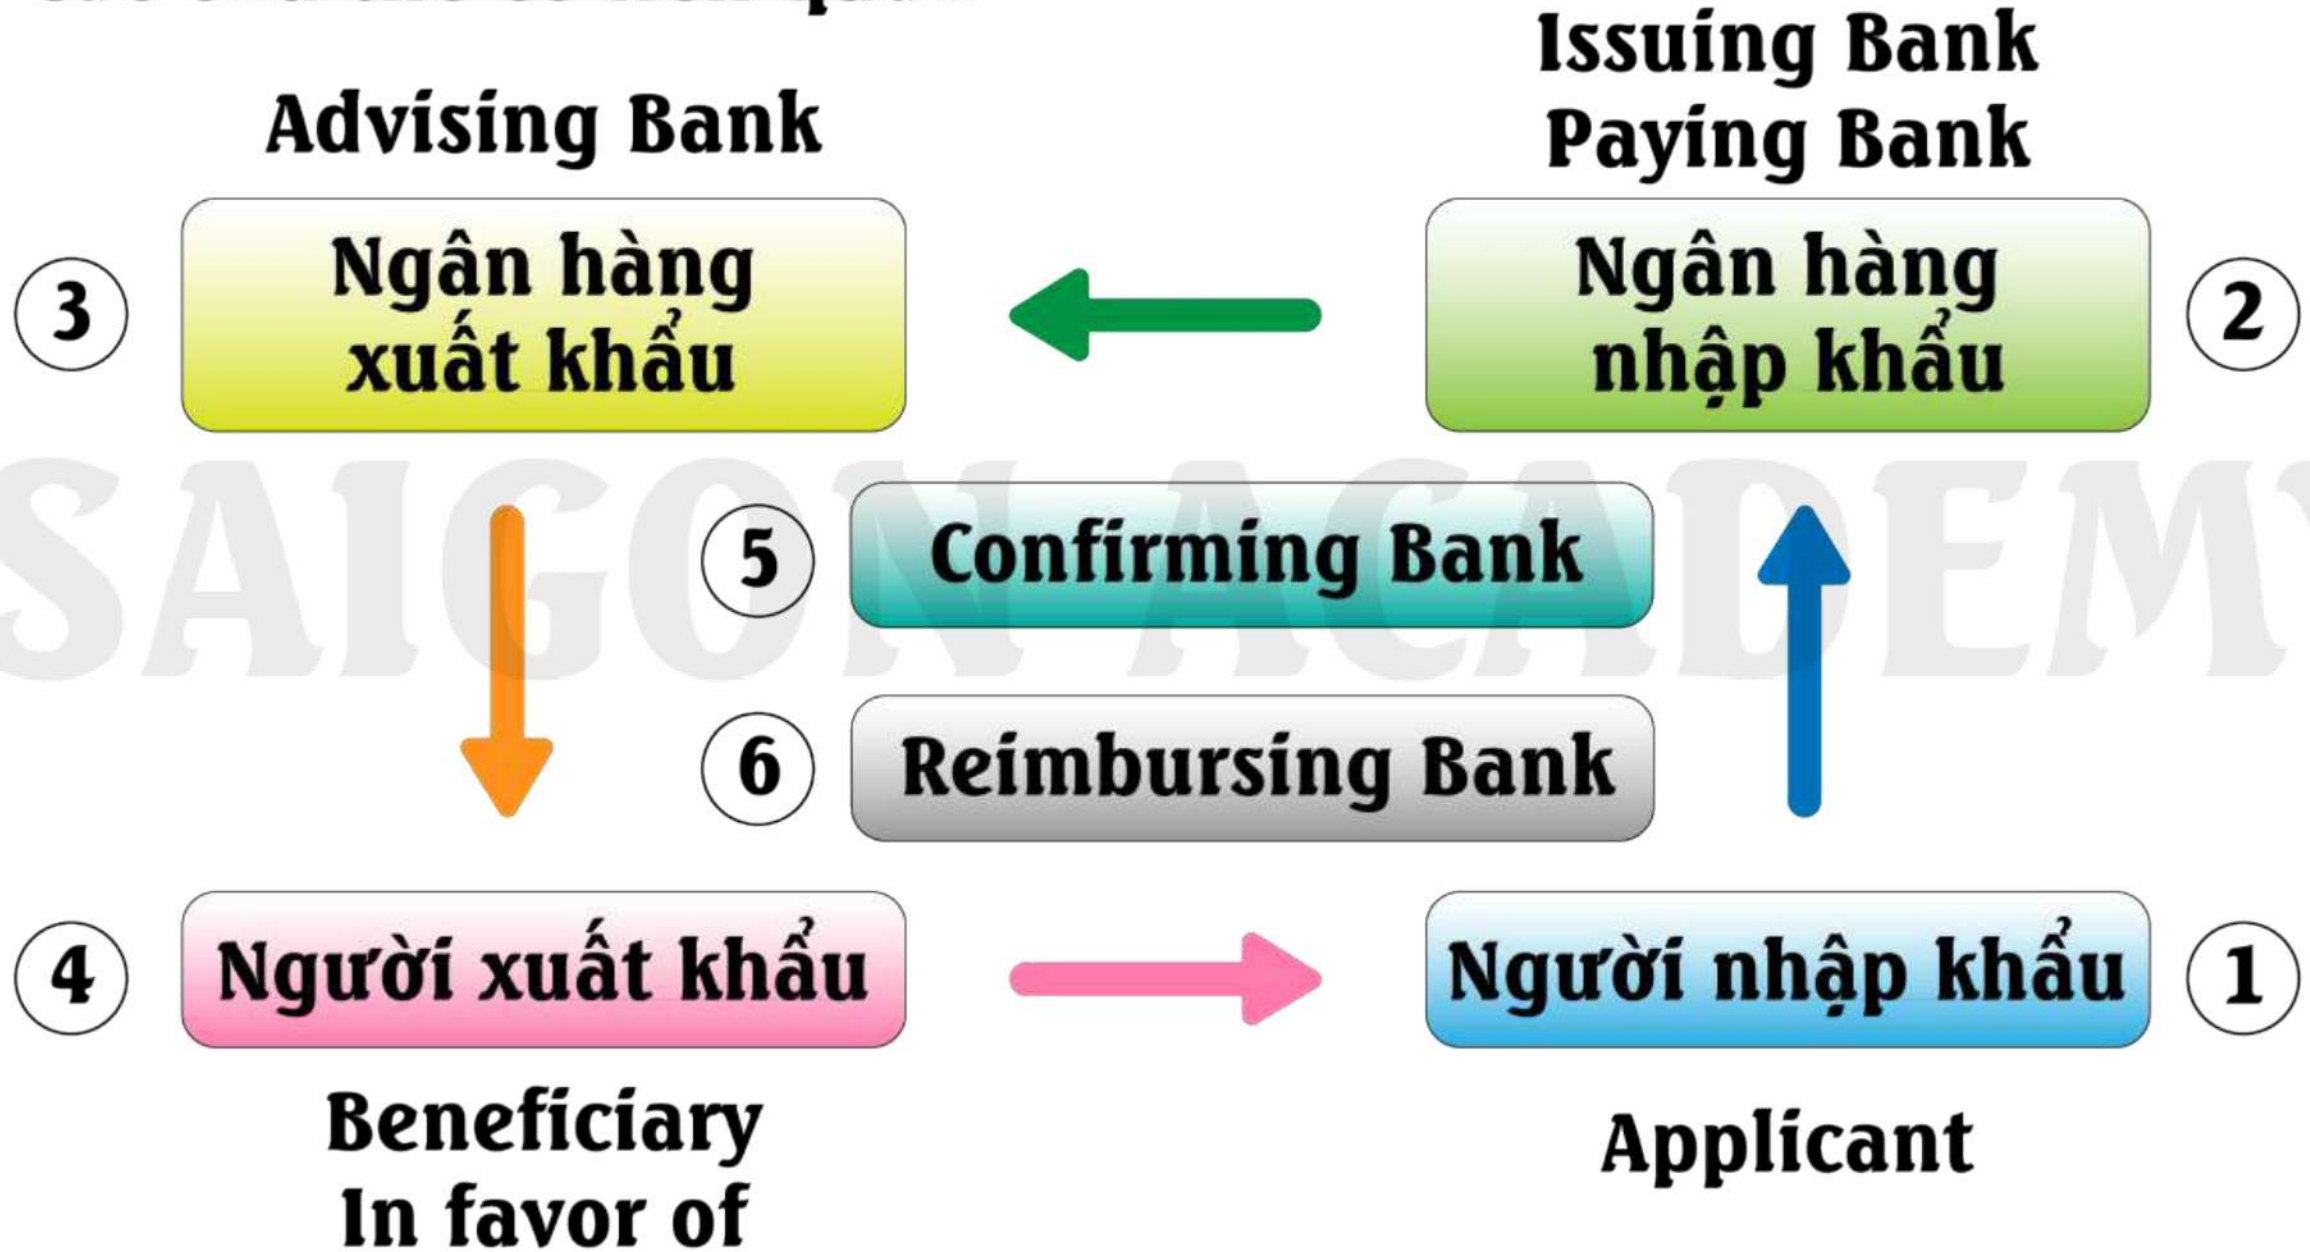 Advising Bank
Issuing Bank
Paying Bank
3
Ngân hàng
xuất khẩu
Ngân hàng
nhập khẩu
2
SAIGON ACADEMY
5
Confirming Bank
6
Reimbursing Bank
4
Người xuất khẩu
Người nhập khẩu
1
Beneficiary
In favor of
Applicant